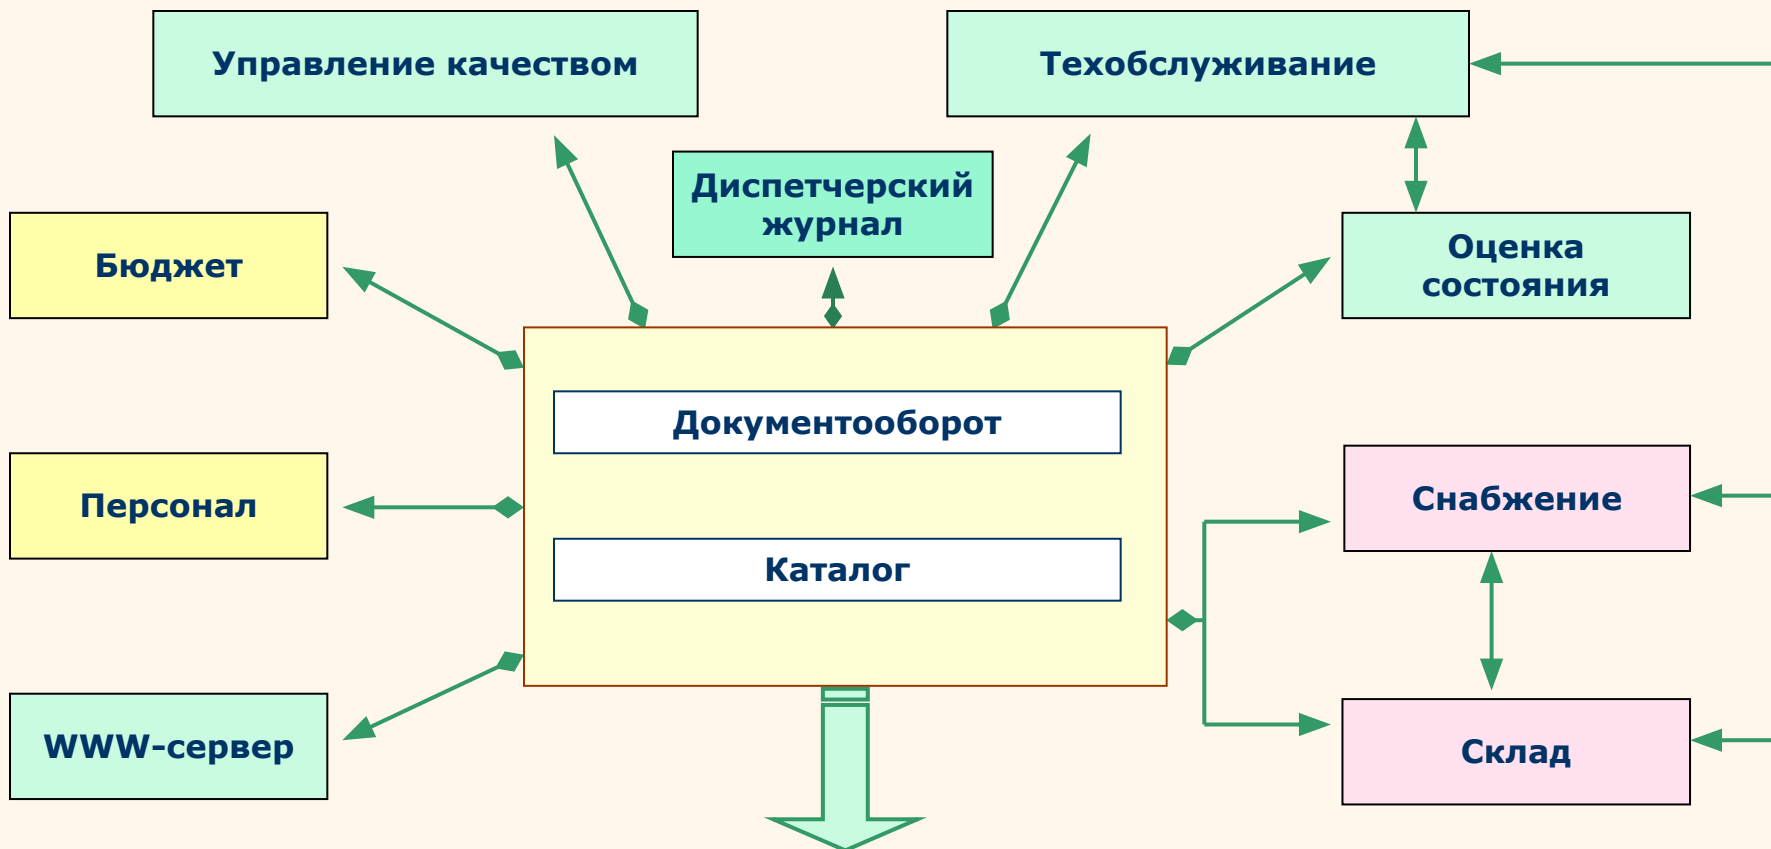 Управление качеством
Техобслуживание
Диспетчерский
журнал
Бюджет
Оценка
состояния
Документооборот
Персонал
Снабжение
Каталог
WWW-сервер
Склад